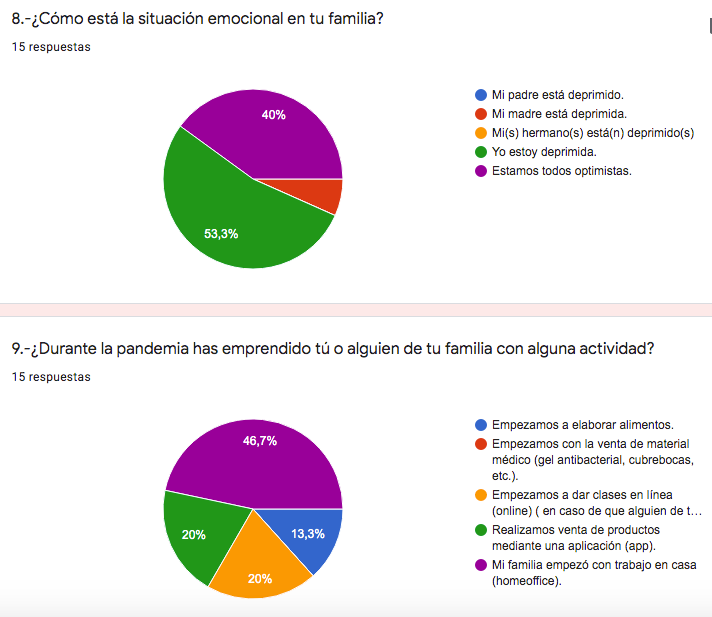 8.-¿Cómo está la situación emocional en tu familia?
15 respuestas
40%
53,3%
Mi padre está deprimido.
Mi madre está deprimida.
Mi(s) hermano(s) está(n) deprimido(s)
Yo estoy deprimida.
Estamos todos optimistas.
9.-¿Durante la pandemia has emprendido tú o alguien de tu familia con alguna actividad?
15 respuestas
46,7%
20%
13,3%
20%
Empezamos a elaborar alimentos.
Empezamos con la venta de material
médico (gel antibacterial, cubrebocas,
etc.).
Empezamos a dar clases en línea
(online) ( en caso de que alguien de t…
Realizamos venta de productos
mediante una aplicación (app).
Mi familia empezó con trabajo en casa
(homeoffice).